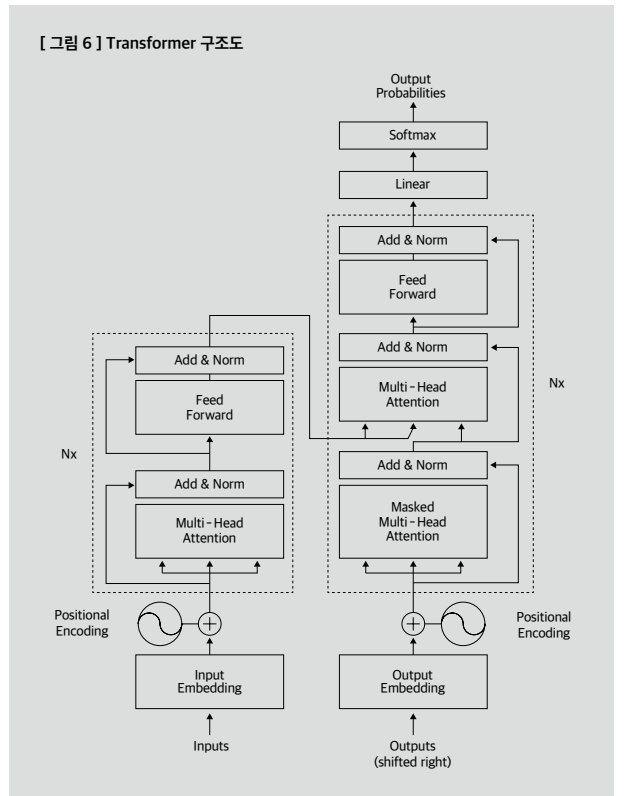 [ 그림 6 ] Transformer 구조도
Output
Probabilities
Softmax
Linear
Add & Norm
Feed
Forward
Add & Norm
Multi-Head
Attention
Nx
Add & Norm
Masked
Multi-Head
Attention
Positional
Encoding
Output
Embedding
Outputs
(shifted right)
Add & Norm
Feed
Forward
Nx
Add & Norm
Multi-Head
Attention
Positional
Encoding
Input
Embedding
Inputs